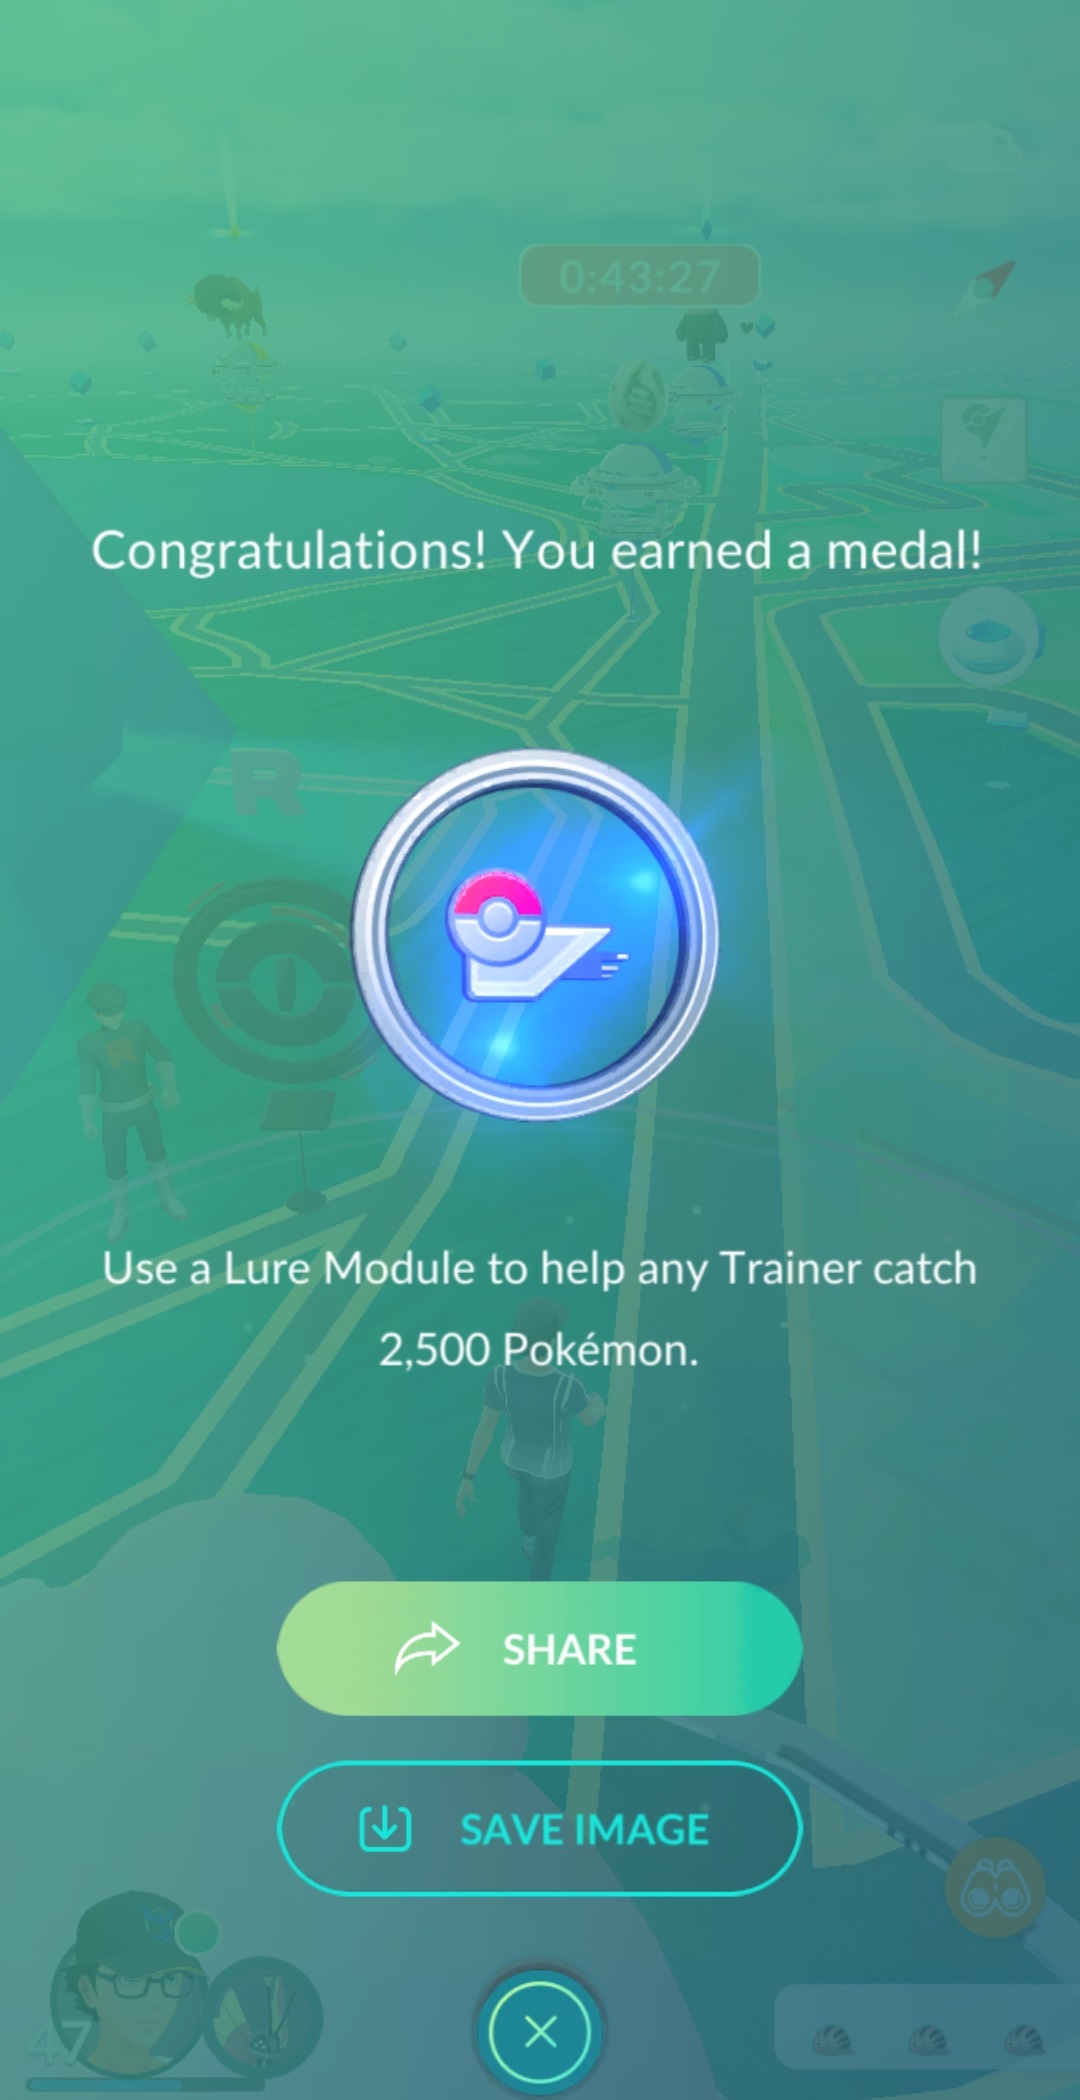 0:43:27
Congratulations! You earned a medal!
R
R
Use a Lure Module to help any Trainer catch
2,500 Pokémon.
SHARE
SAVE IMAGE
47